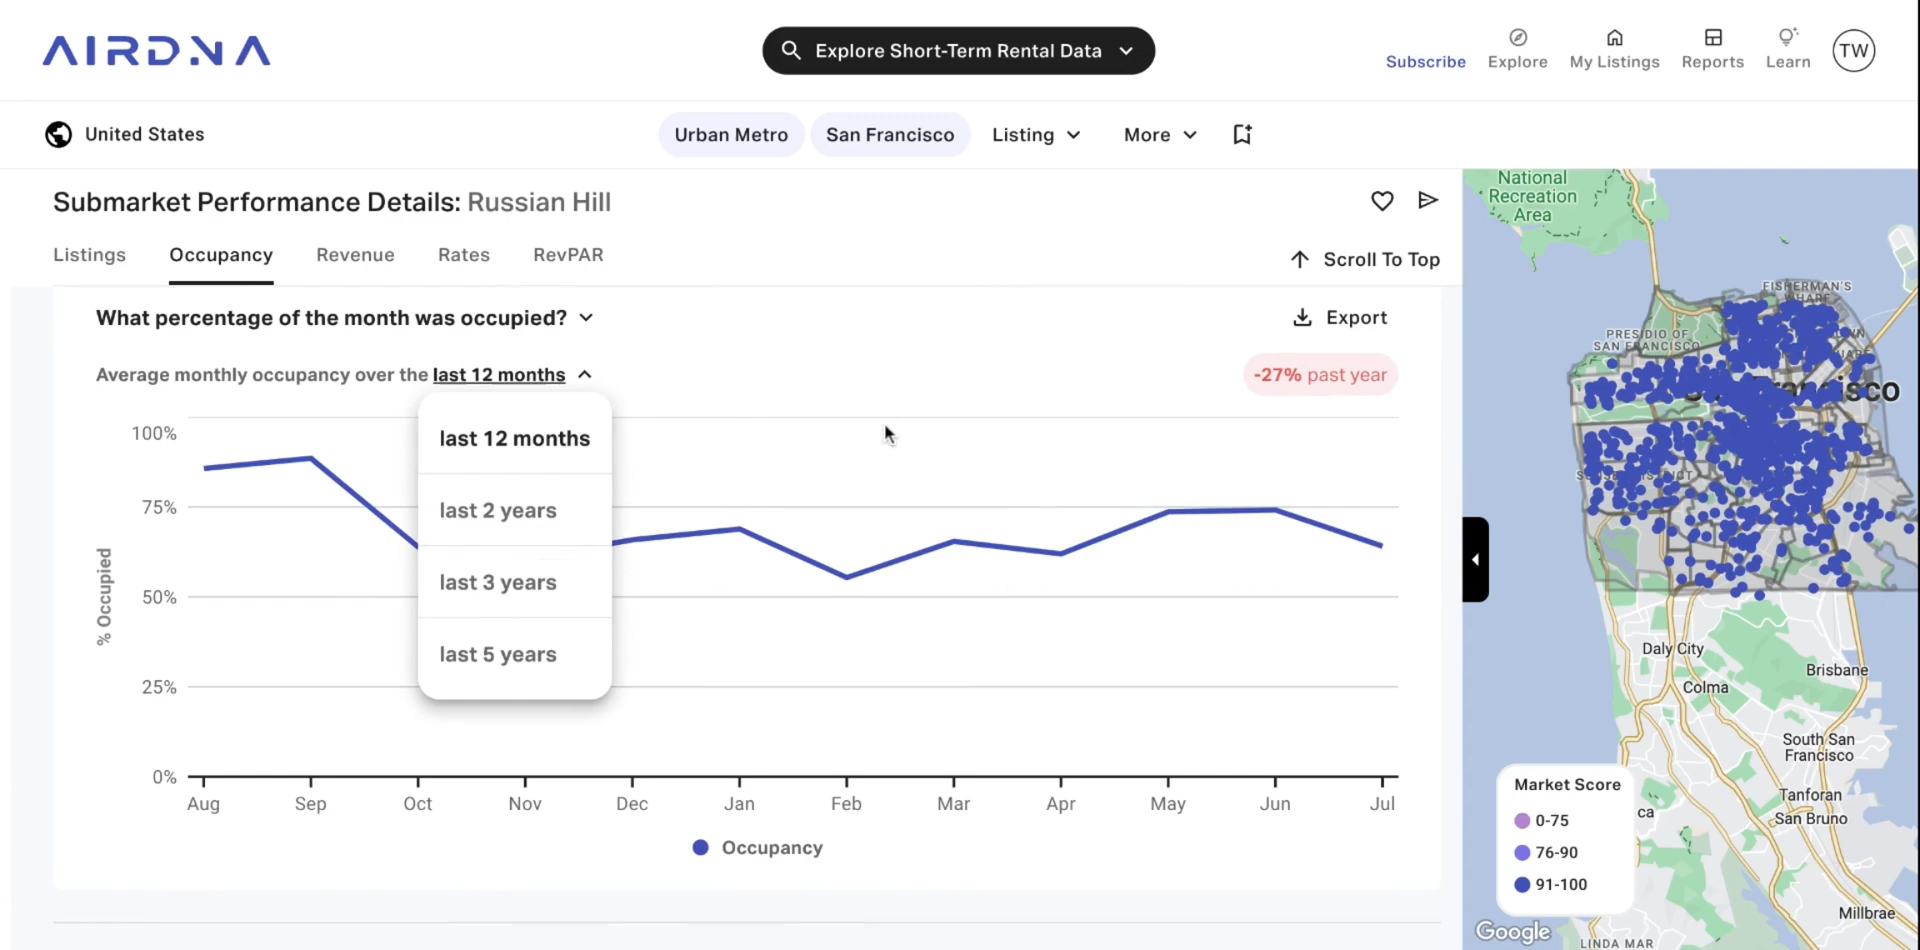 AIRDNA
Explore Short-Term Rental Data
Subscribe
Explore
My Listings
Reports
Learn
TW
United States
Urban Metro
San Francisco
Listing
More
Submarket Performance Details: Russian Hill
Listings
Occupancy
Revenue
Rates
RevPAR
Scroll To Top
What percentage of the month was occupied?
Export
Average monthly occupancy over the last 12 months
-27% past year
last 12 months
last 2 years
last 3 years
last 5 years
% Occupied
100%
75%
50%
25%
0%
Aug
Sep
Oct
Nov
Dec
Jan
Feb
Mar
Apr
May
Jun
Jul
Occupancy
National
Recreation
Area
FISHERMAN'S
WHARF
PRESIDIO OF
SAN FRANCISCO
Daly City
Brisbane
Colma
South San
Francisco
Tanforan
San Bruno
Millbrae
LINDA MAR
ca
Market Score
0-75
76-90
91-100
Google